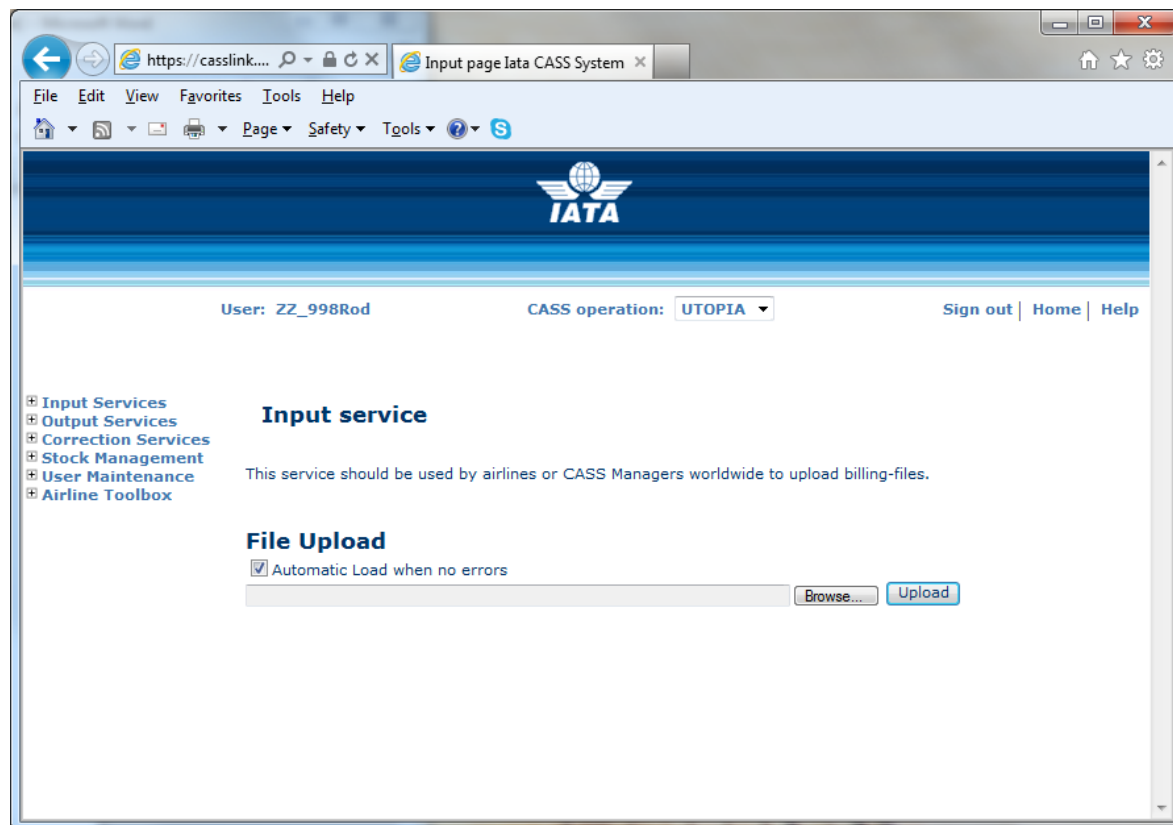 https://casslink....
Input page Iata CASS System
File Edit View Favorites Tools Help
Page Safety Tools
IATA
User: ZZ_998Rod CASS operation: UTOPIA Sign out | Home | Help
Input Services
Output Services
Correction Services
Stock Management
User Maintenance
Airline Toolbox
Input service
This service should be used by airlines or CASS Managers worldwide to upload billing-files.
File Upload
Automatic Load when no errors
Browse... Upload